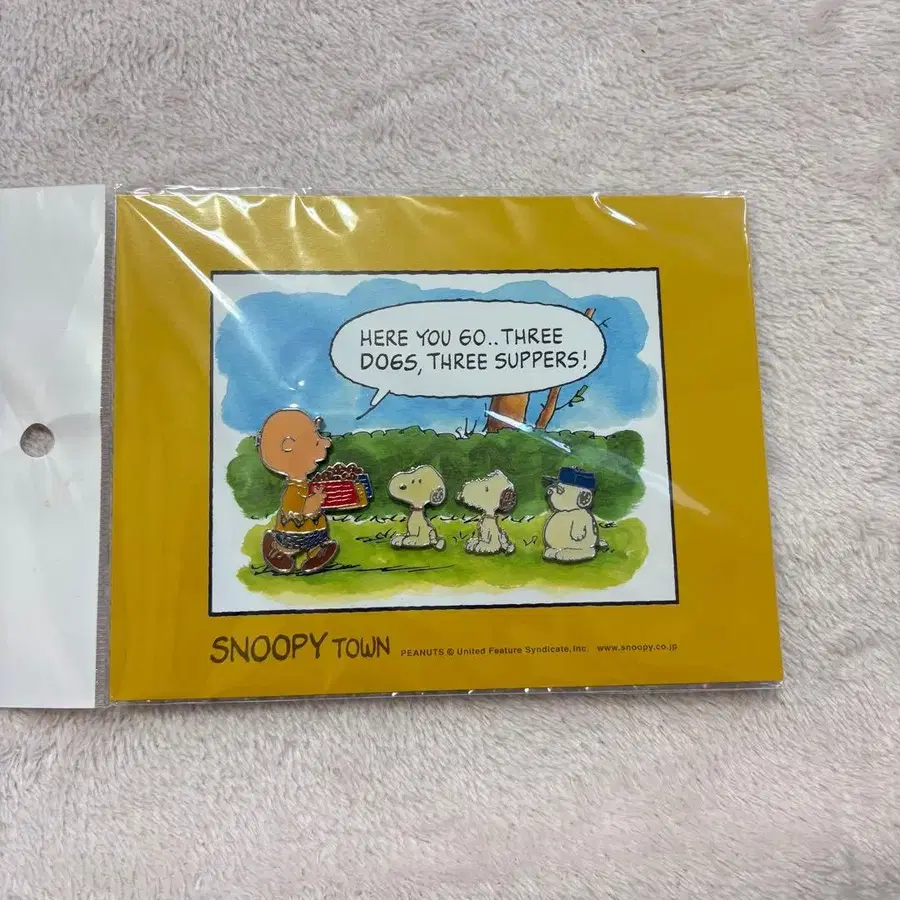 HERE YOU GO..THREE
DOGS, THREE SUPPERS!
SNOOPY TOWN PEANUTS © United Feature Syndicate, Inc. www.snoopy.co.jp